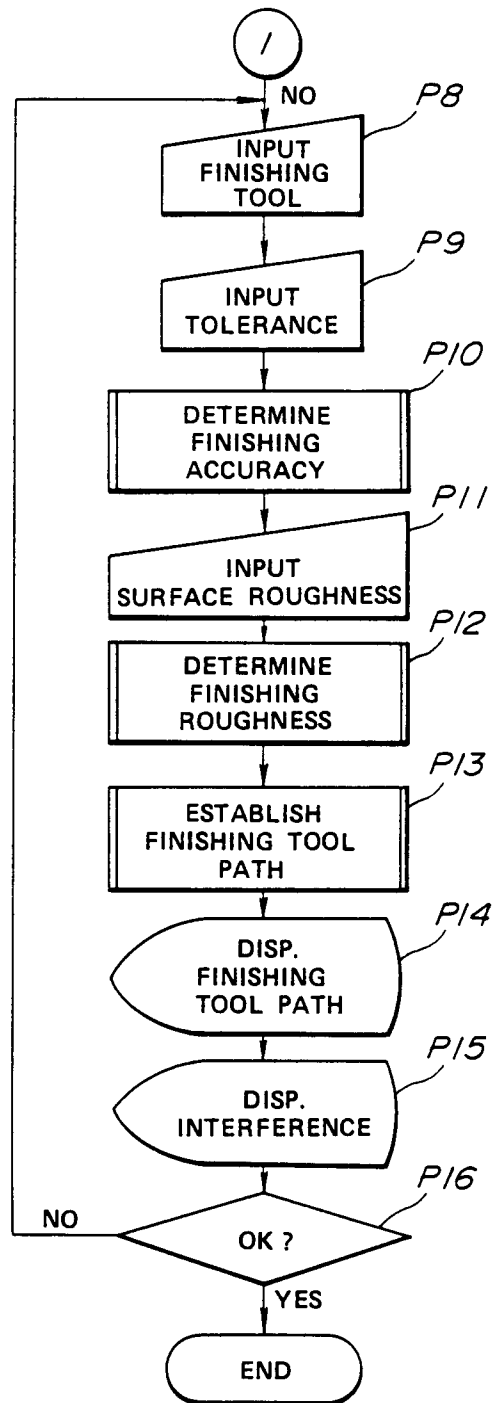 1
NO
P8
INPUT
FINISHING
TOOL
P9
INPUT
TOLERANCE
P10
DETERMINE
FINISHING
ACCURACY
P11
INPUT
SURFACE ROUGHNESS
P12
DETERMINE
FINISHING
ROUGHNESS
P13
ESTABLISH
FINISHING TOOL
PATH
P14
DISP.
FINISHING
TOOL PATH
P15
DISP.
INTERFERENCE
P16
NO
OK ?
YES
END